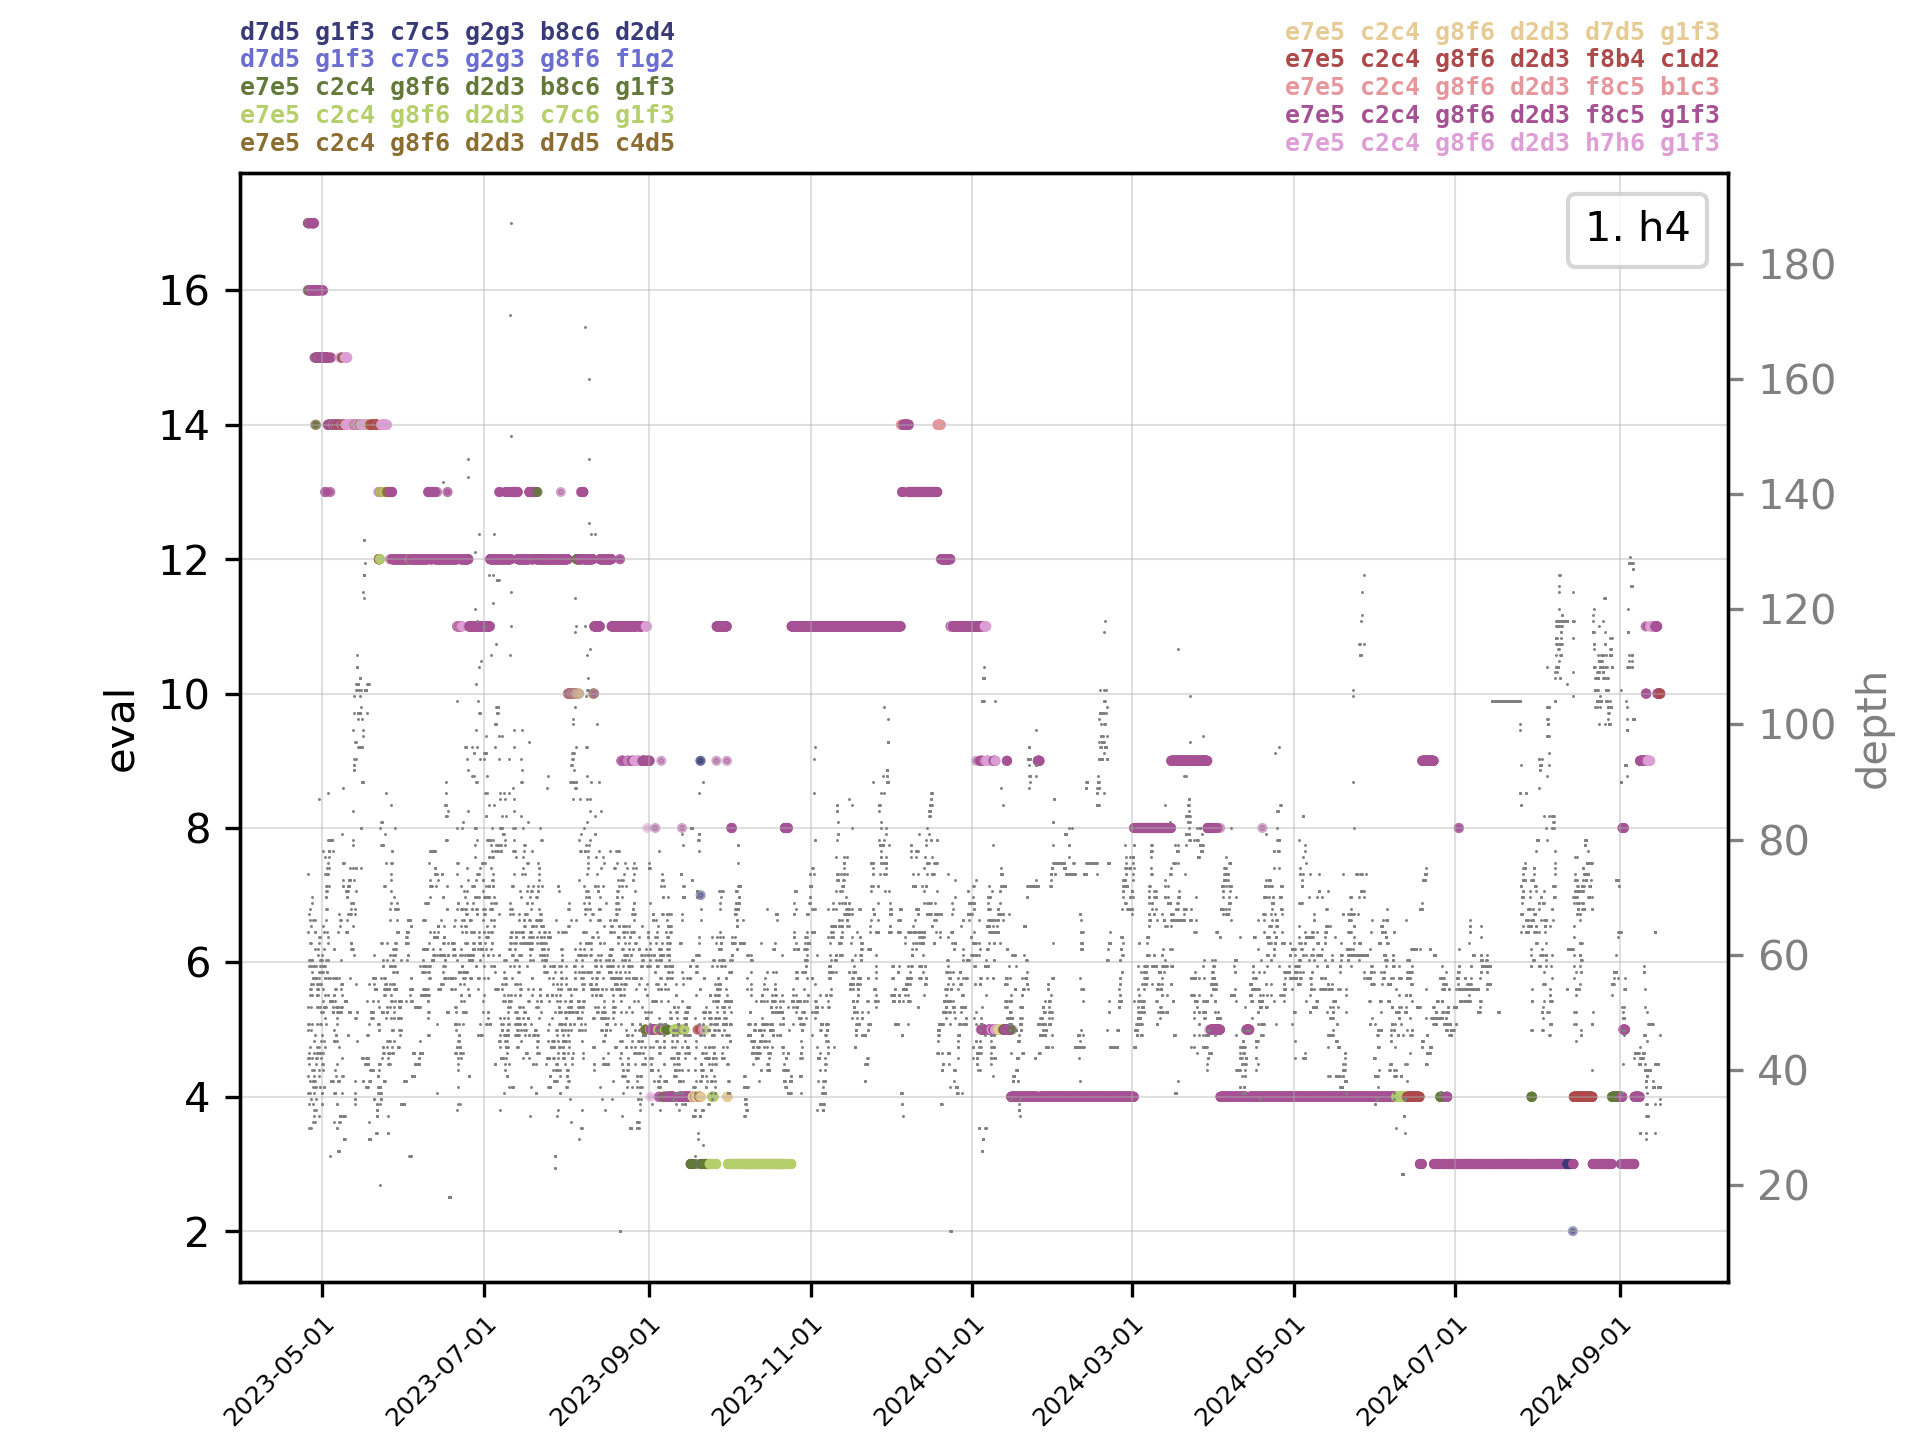 d7d5 g1f3 c7c5 g2g3 b8c6 d2d4
d7d5 g1f3 c7c5 g2g3 g8f6 f1g2
e7e5 c2c4 g8f6 d2d3 b8c6 g1f3
e7e5 c2c4 g8f6 d2d3 c7c6 g1f3
e7e5 c2c4 g8f6 d2d3 d7d5 c4d5
e7e5 c2c4 g8f6 d2d3 d7d5 g1f3
e7e5 c2c4 g8f6 d2d3 f8b4 c1d2
e7e5 c2c4 g8f6 d2d3 f8c5 b1c3
e7e5 c2c4 g8f6 d2d3 f8c5 g1f3
e7e5 c2c4 g8f6 d2d3 h7h6 g1f3
1. h4
eval
16
14
12
10
8
6
4
2
depth
180
160
140
120
100
80
60
40
20
2023-05-01
2023-07-01
2023-09-01
2023-11-01
2024-01-01
2024-03-01
2024-05-01
2024-07-01
2024-09-01